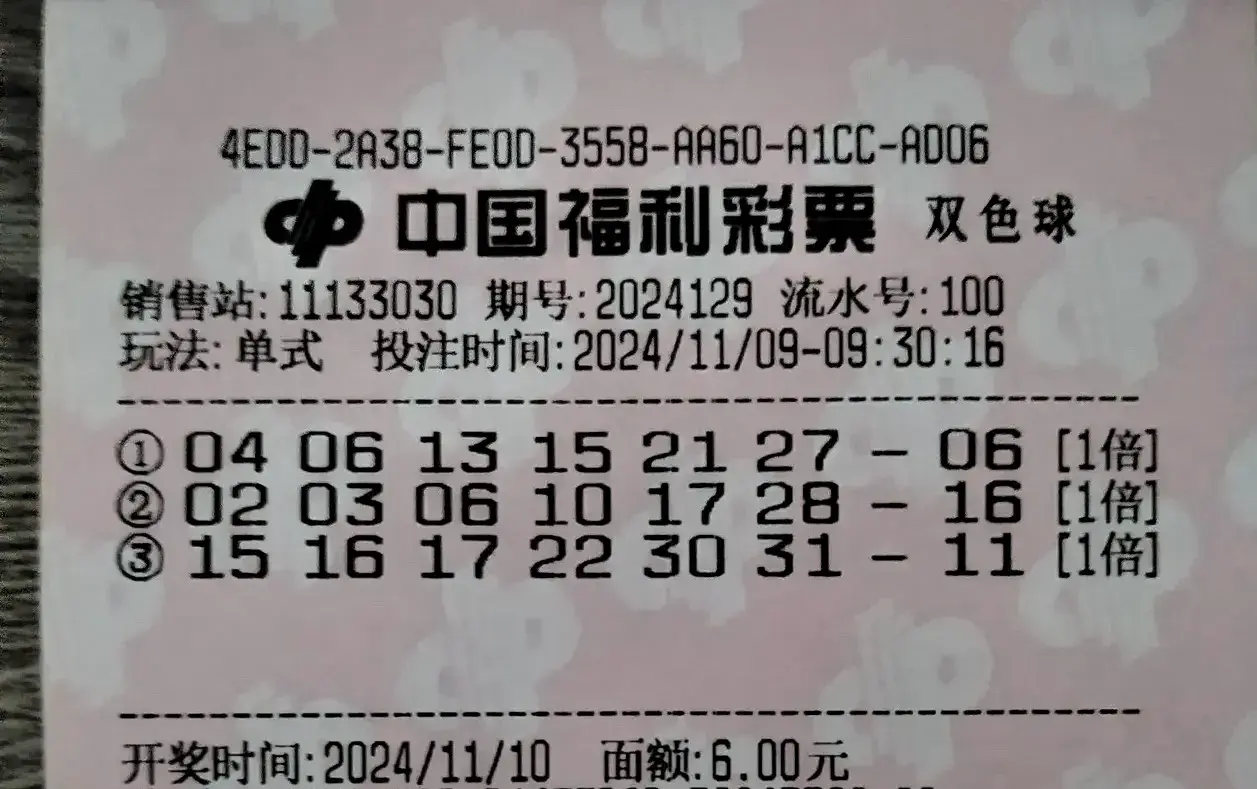 4EDD-2A38-FE0D-3558-AA60-A1CC-AD06
中国福利彩票 双色球
销售站:11133030 期号:2024129 流水号:100
玩法:单式 投注时间:2024/11/09-09:30:16
① 04 06 13 15 21 27 - 06 [1倍]
② 02 03 06 10 17 28 - 16 [1倍]
③ 15 16 17 22 30 31 - 11 [1倍]
开奖时间:2024/11/10 面额:6.00元